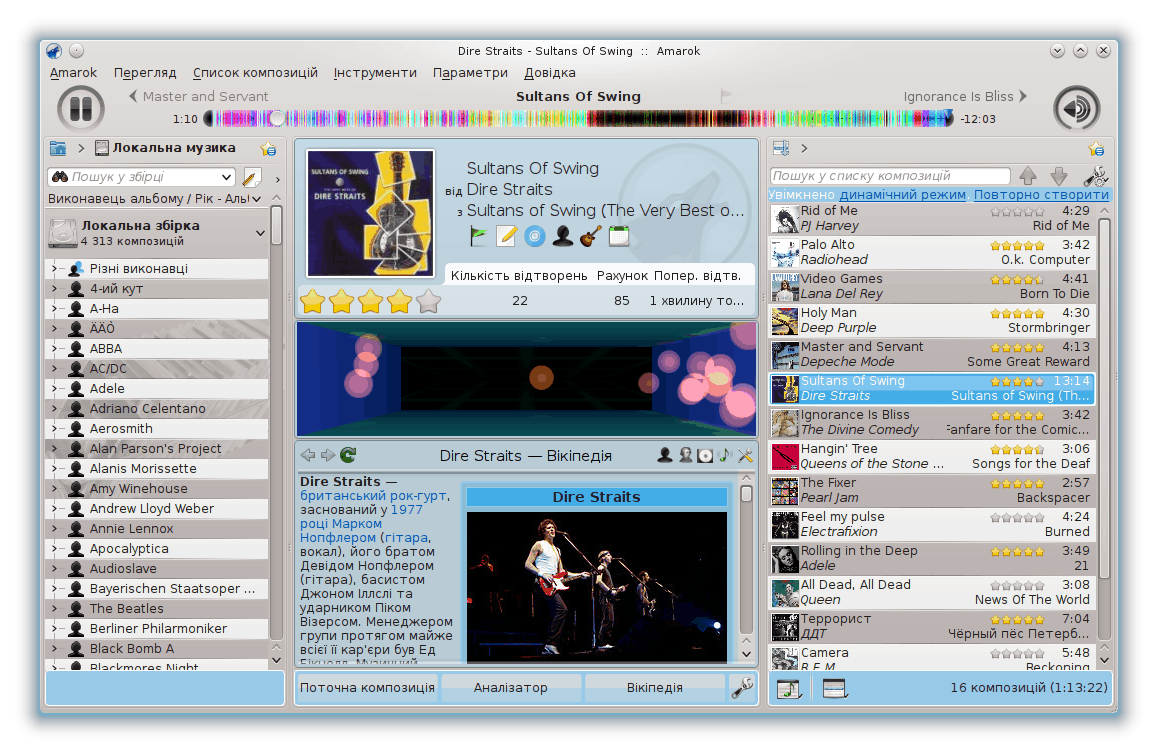 Dire Straits - Sultans Of Swing :: Amarok
Amarok Перегляд Список композицій Інструменти Параметри Довідка
Master and Servant Sultans Of Swing Ignorance Is Bliss
1:10 -12:03
Локальна музика
Пошук у збірці
Виконавець альбому / Рік - Аль
Локальна збірка
4 313 композицій
Різні виконавці
4-ий кут
A-Ha
ÄÄÖ
ABBA
AC/DC
Adele
Adriano Celentano
Aerosmith
Alan Parson's Project
Alanis Morissette
Amy Winehouse
Andrew Lloyd Weber
Annie Lennox
Apocalyptica
Audioslave
Bayerischen Staatsoper ...
The Beatles
Berliner Philarmoniker
Black Bomb A
Blackmores Night
SULTANS OF SWING
THE VERY BEST OF
DIRE STRAITS
Sultans Of Swing
від Dire Straits
з Sultans of Swing (The Very Best o...
Кількість відтворень Рахунок Попер. відтв.
22 85 1 хвилину то...
Dire Straits — Вікіпедія
Dire Straits —
британський рок-гурт,
заснований у 1977
році Марком
Нопфлером (гітара,
вокал), його братом
Девідом Нопфлером
(гітара), басистом
Джоном Іллслі та
ударником Піком
Візерсом. Менеджером
групи протягом майже
всієї її кар'єри був Ед
Бікнелл. Музичний
Dire Straits
Поточна композиція Аналізатор Вікіпедія
Пошук у списку композицій
Увімкнено динамічний режим. Повторно створити
Rid of Me 4:29
PJ Harvey Rid of Me
Palo Alto 3:42
Radiohead O.k. Computer
Video Games 4:41
Lana Del Rey Born To Die
Holy Man 4:30
Deep Purple Stormbringer
Master and Servant 4:13
Depeche Mode Some Great Reward
Sultans Of Swing 13:14
Dire Straits Sultans of Swing (Th...
Ignorance Is Bliss 3:42
The Divine Comedy Fanfare for the Comic...
Hangin' Tree 3:06
Queens of the Stone ... Songs for the Deaf
The Fixer 2:57
Pearl Jam Backspacer
Feel my pulse 4:24
Electrafixion Burned
Rolling in the Deep 3:49
Adele 21
All Dead, All Dead 3:08
Queen News Of The World
Террорист 7:04
ДДТ Чёрный пёс Петерб...
Camera 5:48
R.E.M. Reckoning
16 композицій (1:13:22)